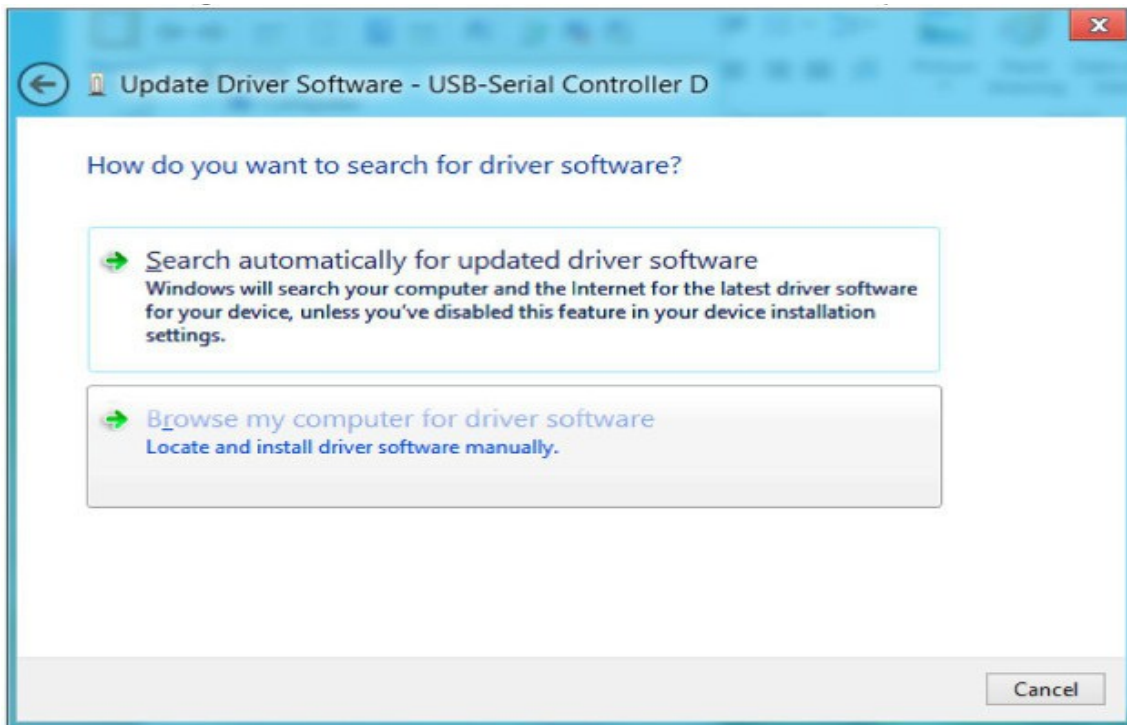 Update Driver Software - USB-Serial Controller D
How do you want to search for driver software?
Search automatically for updated driver software
Windows will search your computer and the Internet for the latest driver software
for your device, unless you've disabled this feature in your device installation
settings.
Browse my computer for driver software
Locate and install driver software manually.
Cancel